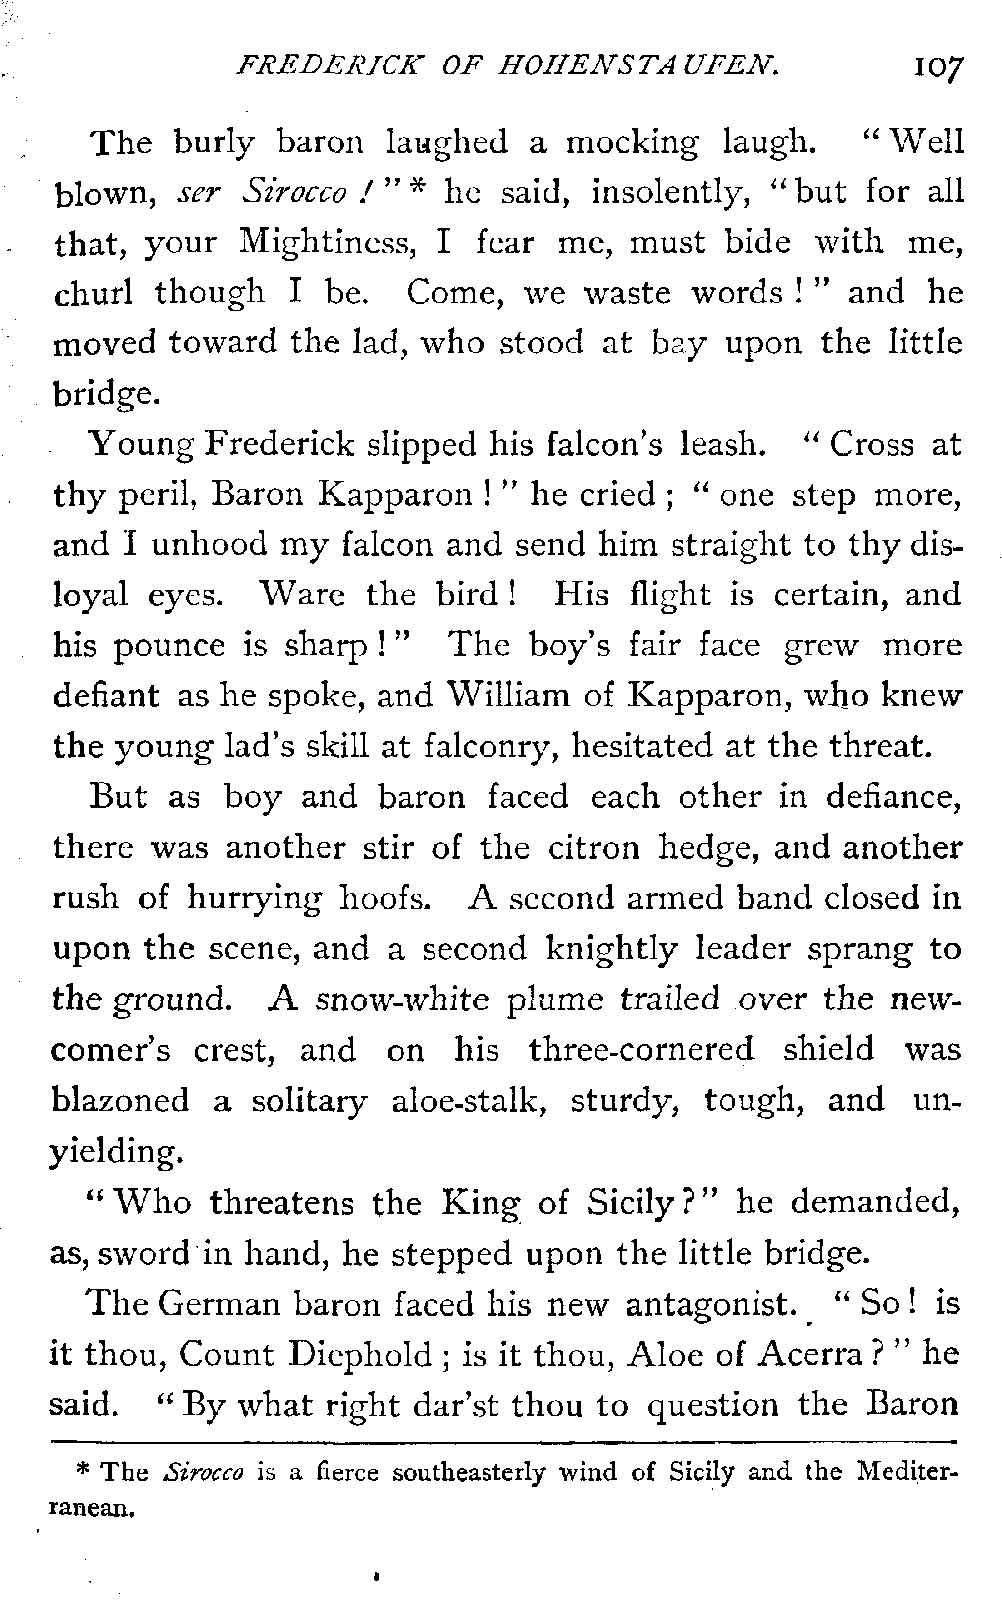 FREDERICK OF HOHENSTAUFEN. 107
The burly baron laughed a mocking laugh. "Well
blown, ser Sirocco!"* he said, insolently, "but for all
that, your Mightiness, I fear me, must bide with me,
churl though I be. Come, we waste words!" and he
moved toward the lad, who stood at bay upon the little
bridge.
Young Frederick slipped his falcon's leash. "Cross at
thy peril, Baron Kapparon!" he cried; "one step more,
and I unhood my falcon and send him straight to thy dis-
loyal eyes. Ware the bird! His flight is certain, and
his pounce is sharp!" The boy's fair face grew more
defiant as he spoke, and William of Kapparon, who knew
the young lad's skill at falconry, hesitated at the threat.
But as boy and baron faced each other in defiance,
there was another stir of the citron hedge, and another
rush of hurrying hoofs. A second armed band closed in
upon the scene, and a second knightly leader sprang to
the ground. A snow-white plume trailed over the new-
comer's crest, and on his three-cornered shield was
blazoned a solitary aloe-stalk, sturdy, tough, and un-
yielding.
"Who threatens the King of Sicily?" he demanded,
as, sword in hand, he stepped upon the little bridge.
The German baron faced his new antagonist. "So! is
it thou, Count Diephold; is it thou, Aloe of Acerra?" he
said. "By what right dar'st thou to question the Baron
* The Sirocco is a fierce southeasterly wind of Sicily and the Mediter-
ranean.